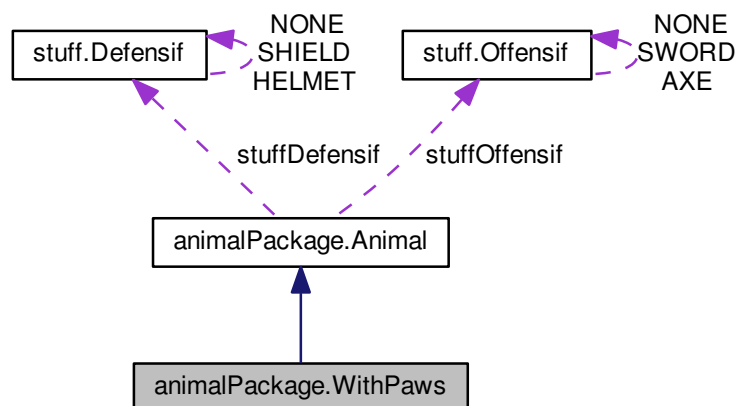 NONE
SHIELD
HELMET
stuff.Defensif
NONE
SWORD
AXE
stuff.Offensif
stuffDefensif
stuffOffensif
animalPackage.Animal
animalPackage.WithPaws